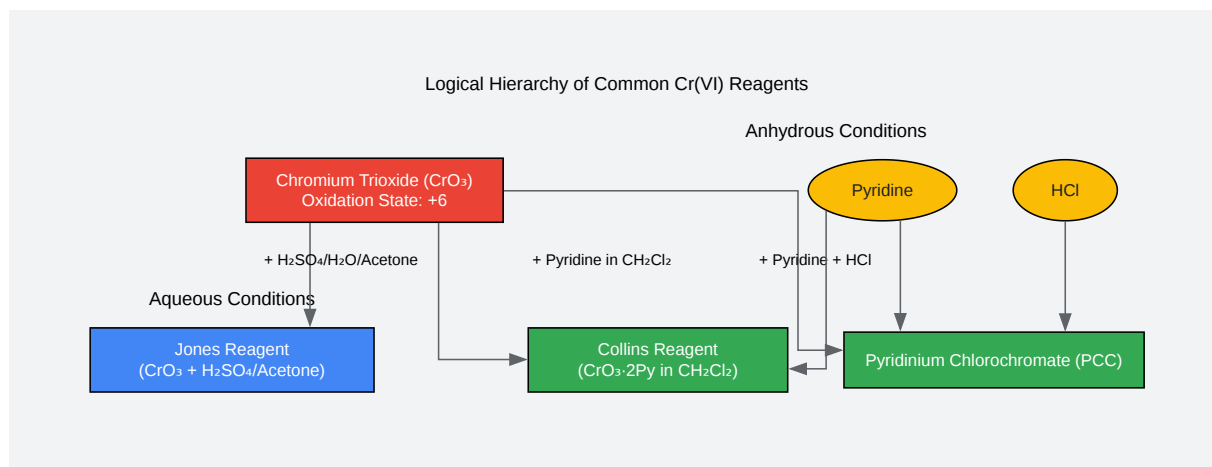 Logical Hierarchy of Common Cr(VI) Reagents
Anhydrous Conditions
Chromium Trioxide (CrO₃)
Oxidation State: +6
Pyridine
HCl
+ H₂SO₄/H₂O/Acetone
+ Pyridine in CH₂Cl₂
+ Pyridine + HCl
Aqueous Conditions
Jones Reagent
(CrO₃ + H₂SO₄/Acetone)
Collins Reagent
(CrO₃·2Py in CH₂Cl₂)
Pyridinium Chlorochromate (PCC)